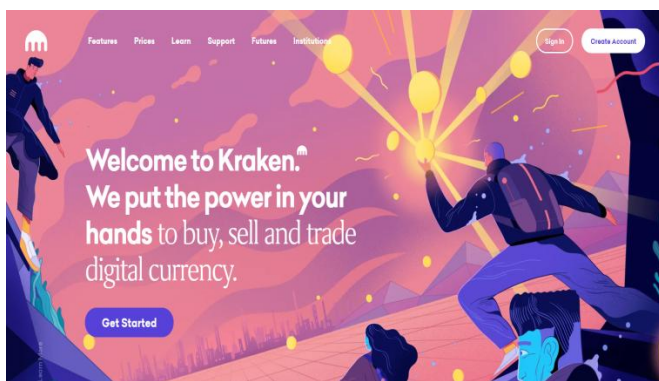 Features Prices Learn Support Futures Institutions
Sign In Create Account
Welcome to Kraken.
We put the power in your
hands to buy, sell and trade
digital currency.
Get Started